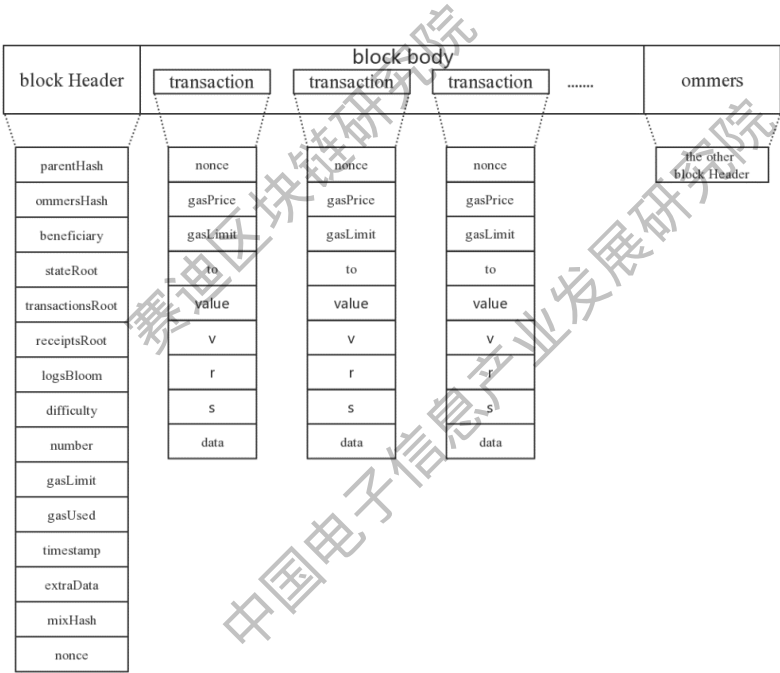 block body
block Header
transaction
transaction
transaction
.......
ommers
parentHash
ommersHash
beneficiary
stateRoot
transactionsRoot
receiptsRoot
logsBloom
difficulty
number
gasLimit
gasUsed
timestamp
extraData
mixHash
nonce
nonce
gasPrice
gasLimit
to
value
v
r
s
data
nonce
gasPrice
gasLimit
to
value
v
r
s
data
nonce
gasPrice
gasLimit
to
value
v
r
s
data
the other
block Header
赛迪区块链研究院
中国电子信息产业发展研究院